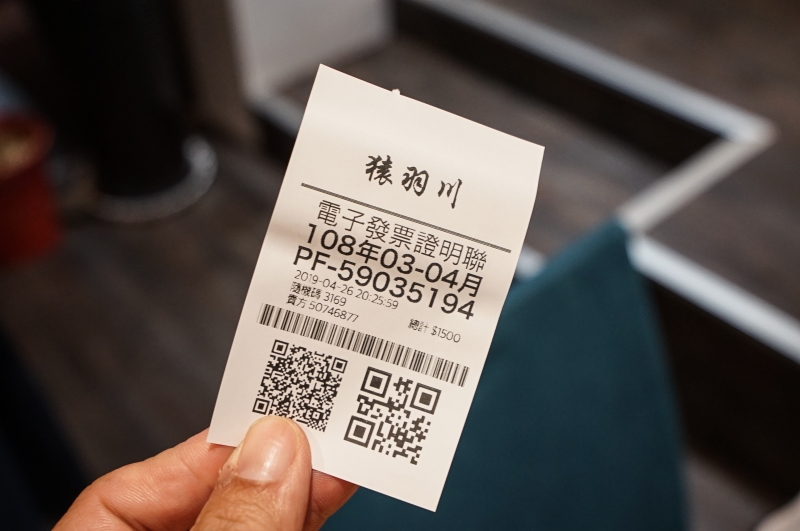 猿羽川
電子發票證明聯
108年03-04月
PF-59035194
2019-04-26 20:25:59
隨機碼 3169 總計 $1500
賣方 50746877